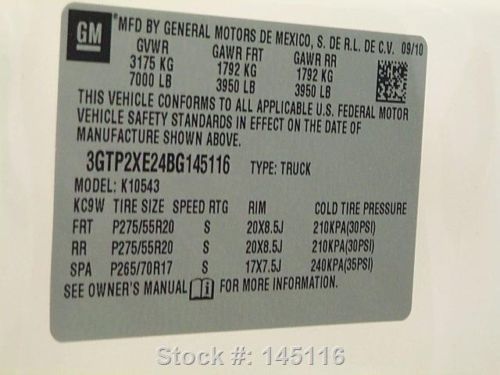 GM
MFD BY GENERAL MOTORS DE MEXICO, S. DE R.L. DE C.V. 09/10
GVWR GAWR FRT GAWR RR
3175 KG 1792 KG 1792 KG
7000 LB 3950 LB 3950 LB
THIS VEHICLE CONFORMS TO ALL APPLICABLE U.S. FEDERAL MOTOR
VEHICLE SAFETY STANDARDS IN EFFECT ON THE DATE OF
MANUFACTURE SHOWN ABOVE.
3GTP2XE24BG145116 TYPE: TRUCK
MODEL: K10543
KC9W TIRE SIZE SPEED RTG RIM COLD TIRE PRESSURE
FRT P275/55R20 S 20X8.5J 210KPA(30PSI)
RR P275/55R20 S 20X8.5J 210KPA(30PSI)
SPA P265/70R17 S 17X7.5J 240KPA(35PSI)
SEE OWNER'S MANUAL i FOR MORE INFORMATION.
Stock #: 145116